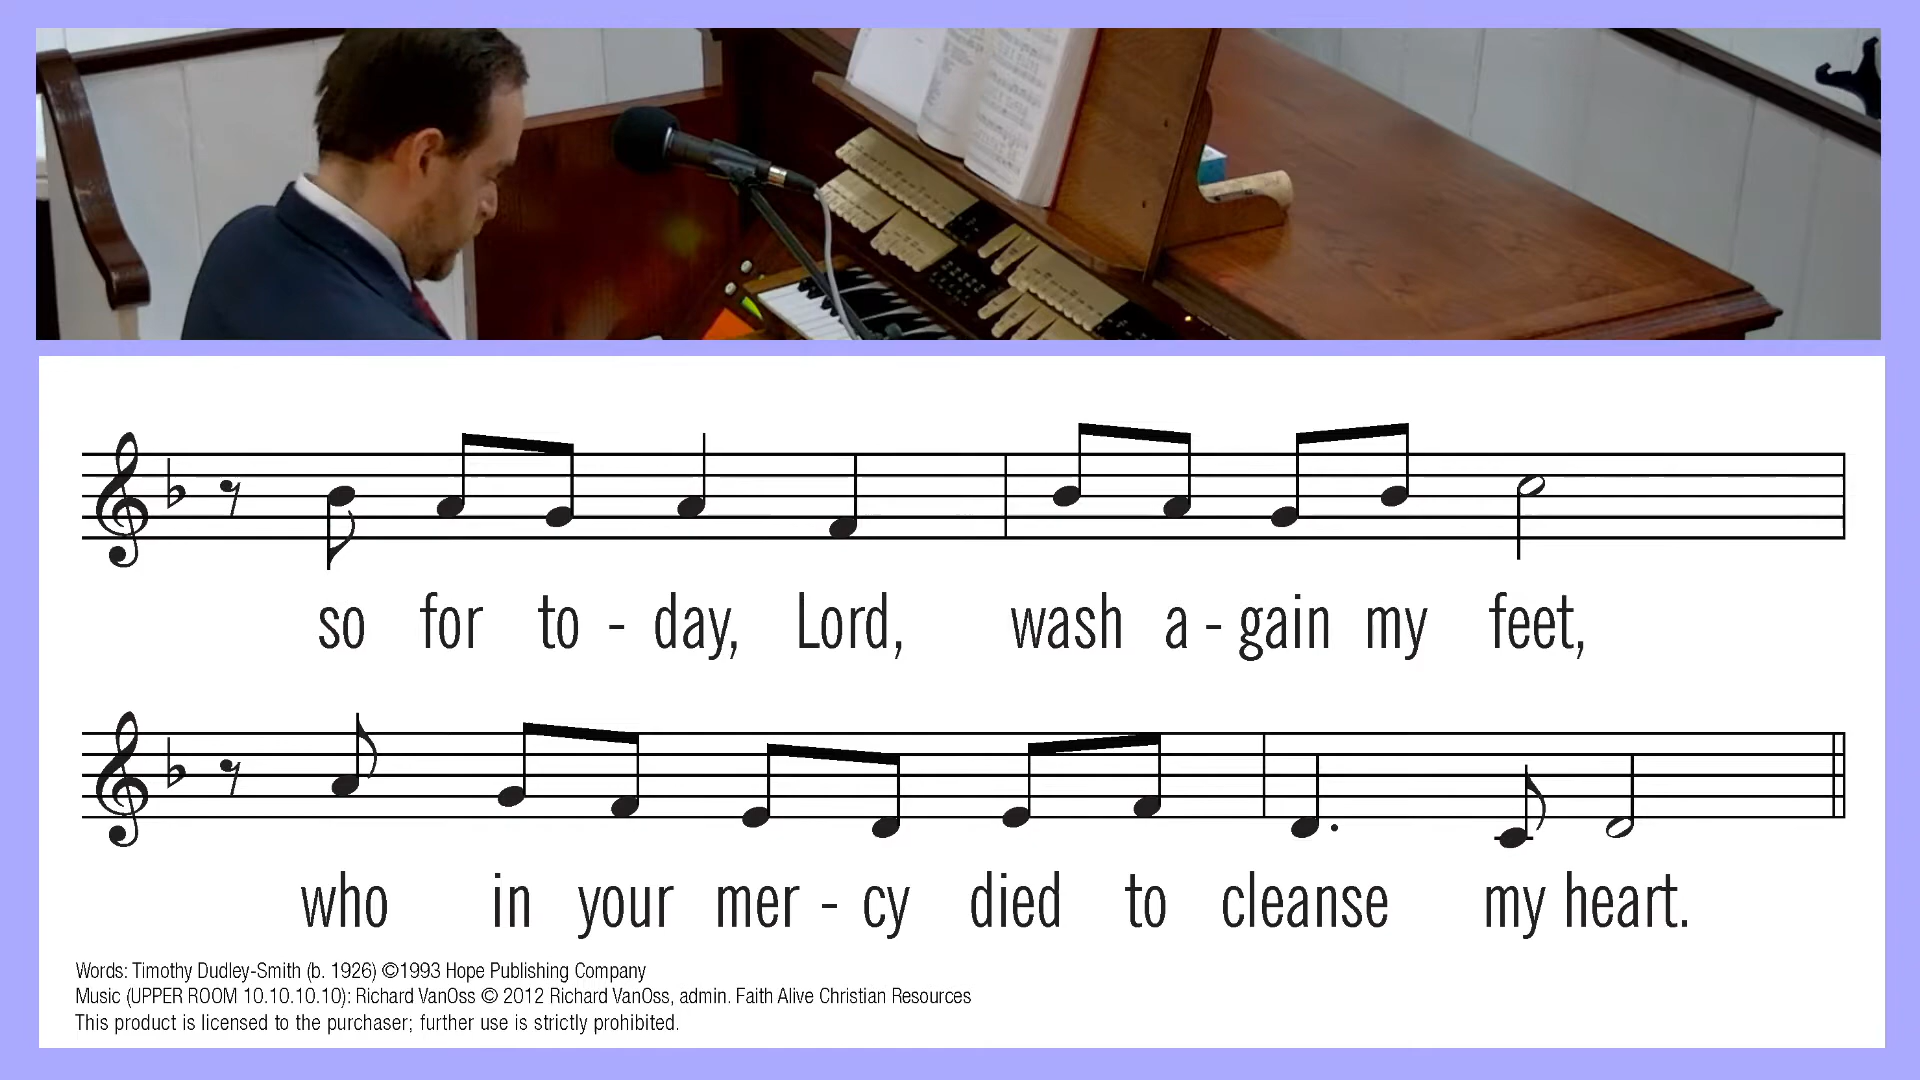 so for to - day, Lord, wash a - gain my feet,
who in your mer - cy died to cleanse my heart.
Words: Timothy Dudley-Smith (b. 1926) ©1993 Hope Publishing Company
Music (UPPER ROOM 10.10.10.10): Richard VanOss © 2012 Richard VanOss, admin. Faith Alive Christian Resources
This product is licensed to the purchaser; further use is strictly prohibited.